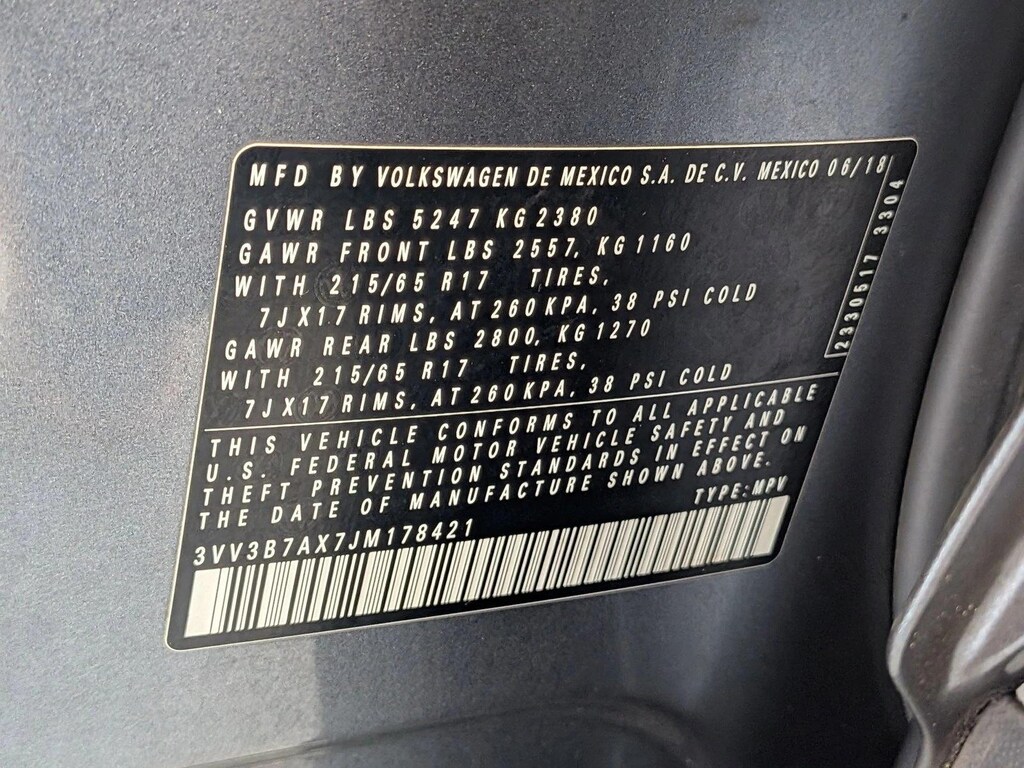 MFD BY VOLKSWAGEN DE MEXICO S.A. DE C.V. MEXICO 06/18
GVWR LBS 5247 KG 2380
GAWR FRONT LBS 2557, KG 1160
WITH 215/65 R17 TIRES,
7JX17 RIMS, AT 260 KPA, 38 PSI COLD
GAWR REAR LBS 2800, KG 1270
WITH 215/65 R17 TIRES,
7JX17 RIMS, AT 260 KPA, 38 PSI COLD
2330517 3304
THIS VEHICLE CONFORMS TO ALL APPLICABLE
U.S. FEDERAL MOTOR VEHICLE SAFETY AND
THEFT PREVENTION STANDARDS IN EFFECT ON
THE DATE OF MANUFACTURE SHOWN ABOVE.
TYPE: MPV
3VV3B7AX7JM178421